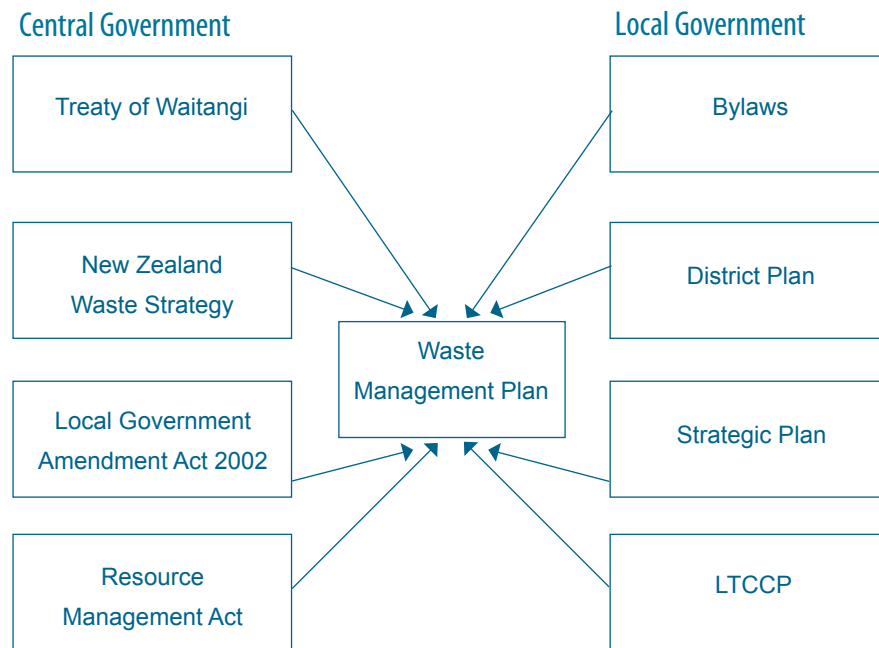 Central Government
Local Government
Treaty of Waitangi
Bylaws
New Zealand
Waste Strategy
District Plan
Waste
Management Plan
Local Government
Amendment Act 2002
Strategic Plan
Resource
Management Act
LTCCP